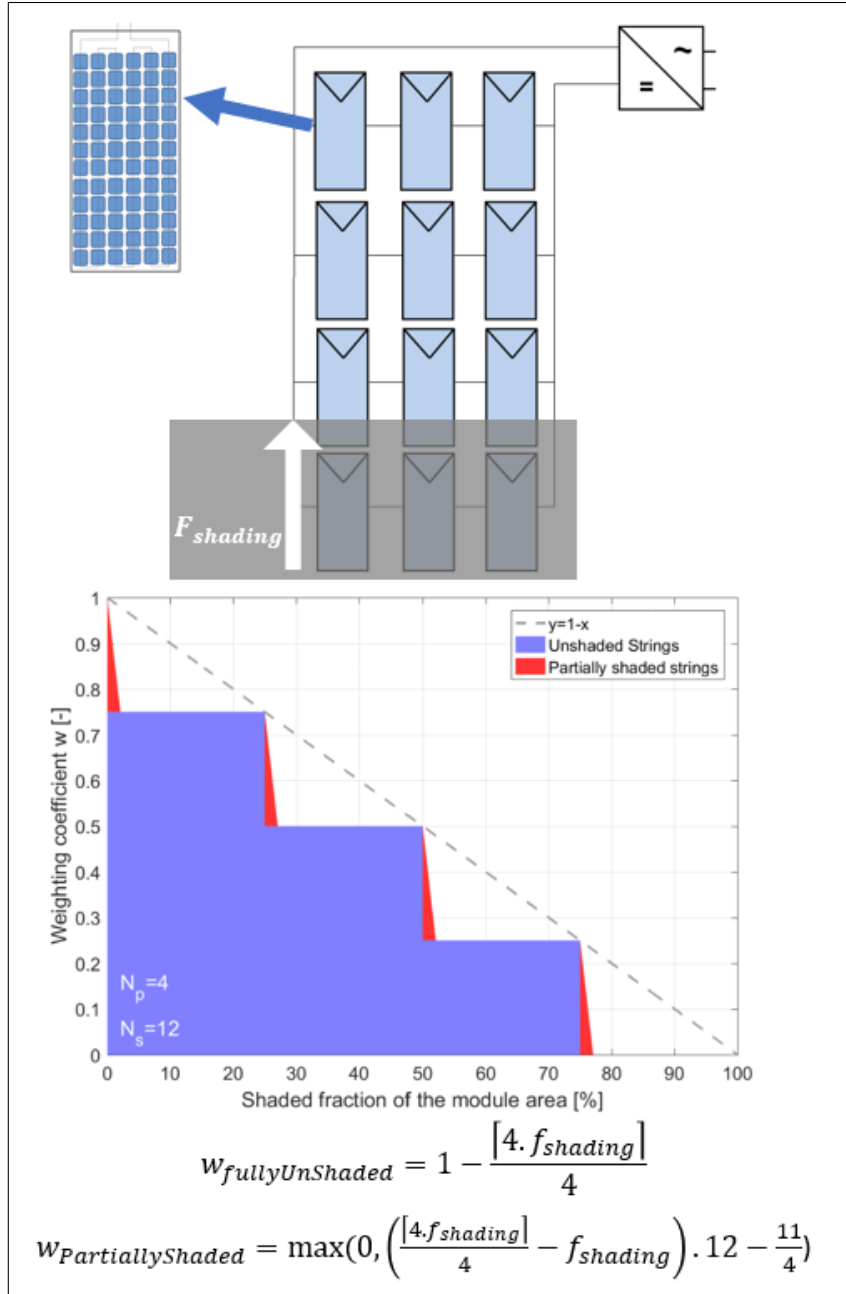 ~
=
F_shading
1
0.9
0.8
0.7
0.6
0.5
0.4
0.3
0.2
0.1
0
Weighting coefficient w [-]
y=1-x
Unshaded Strings
Partially shaded strings
N_p=4
N_s=12
0 10 20 30 40 50 60 70 80 90 100
Shaded fraction of the module area [%]
w_fullyUnShaded = 1 − ⌈4. f_shading⌉ / 4
w_PartiallyShaded = max(0, (⌈4.f_shading⌉ / 4 − f_shading) . 12 − 11/4)